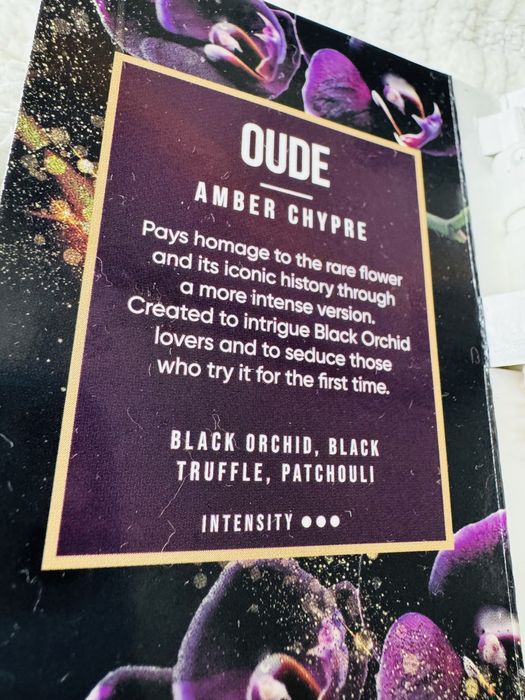 OUDE
AMBER CHYPRE
Pays homage to the rare flower
and its iconic history through
a more intense version.
Created to intrigue Black Orchid
lovers and to seduce those
who try it for the first time.
BLACK ORCHID, BLACK
TRUFFLE, PATCHOULI
INTENSITY ●●●